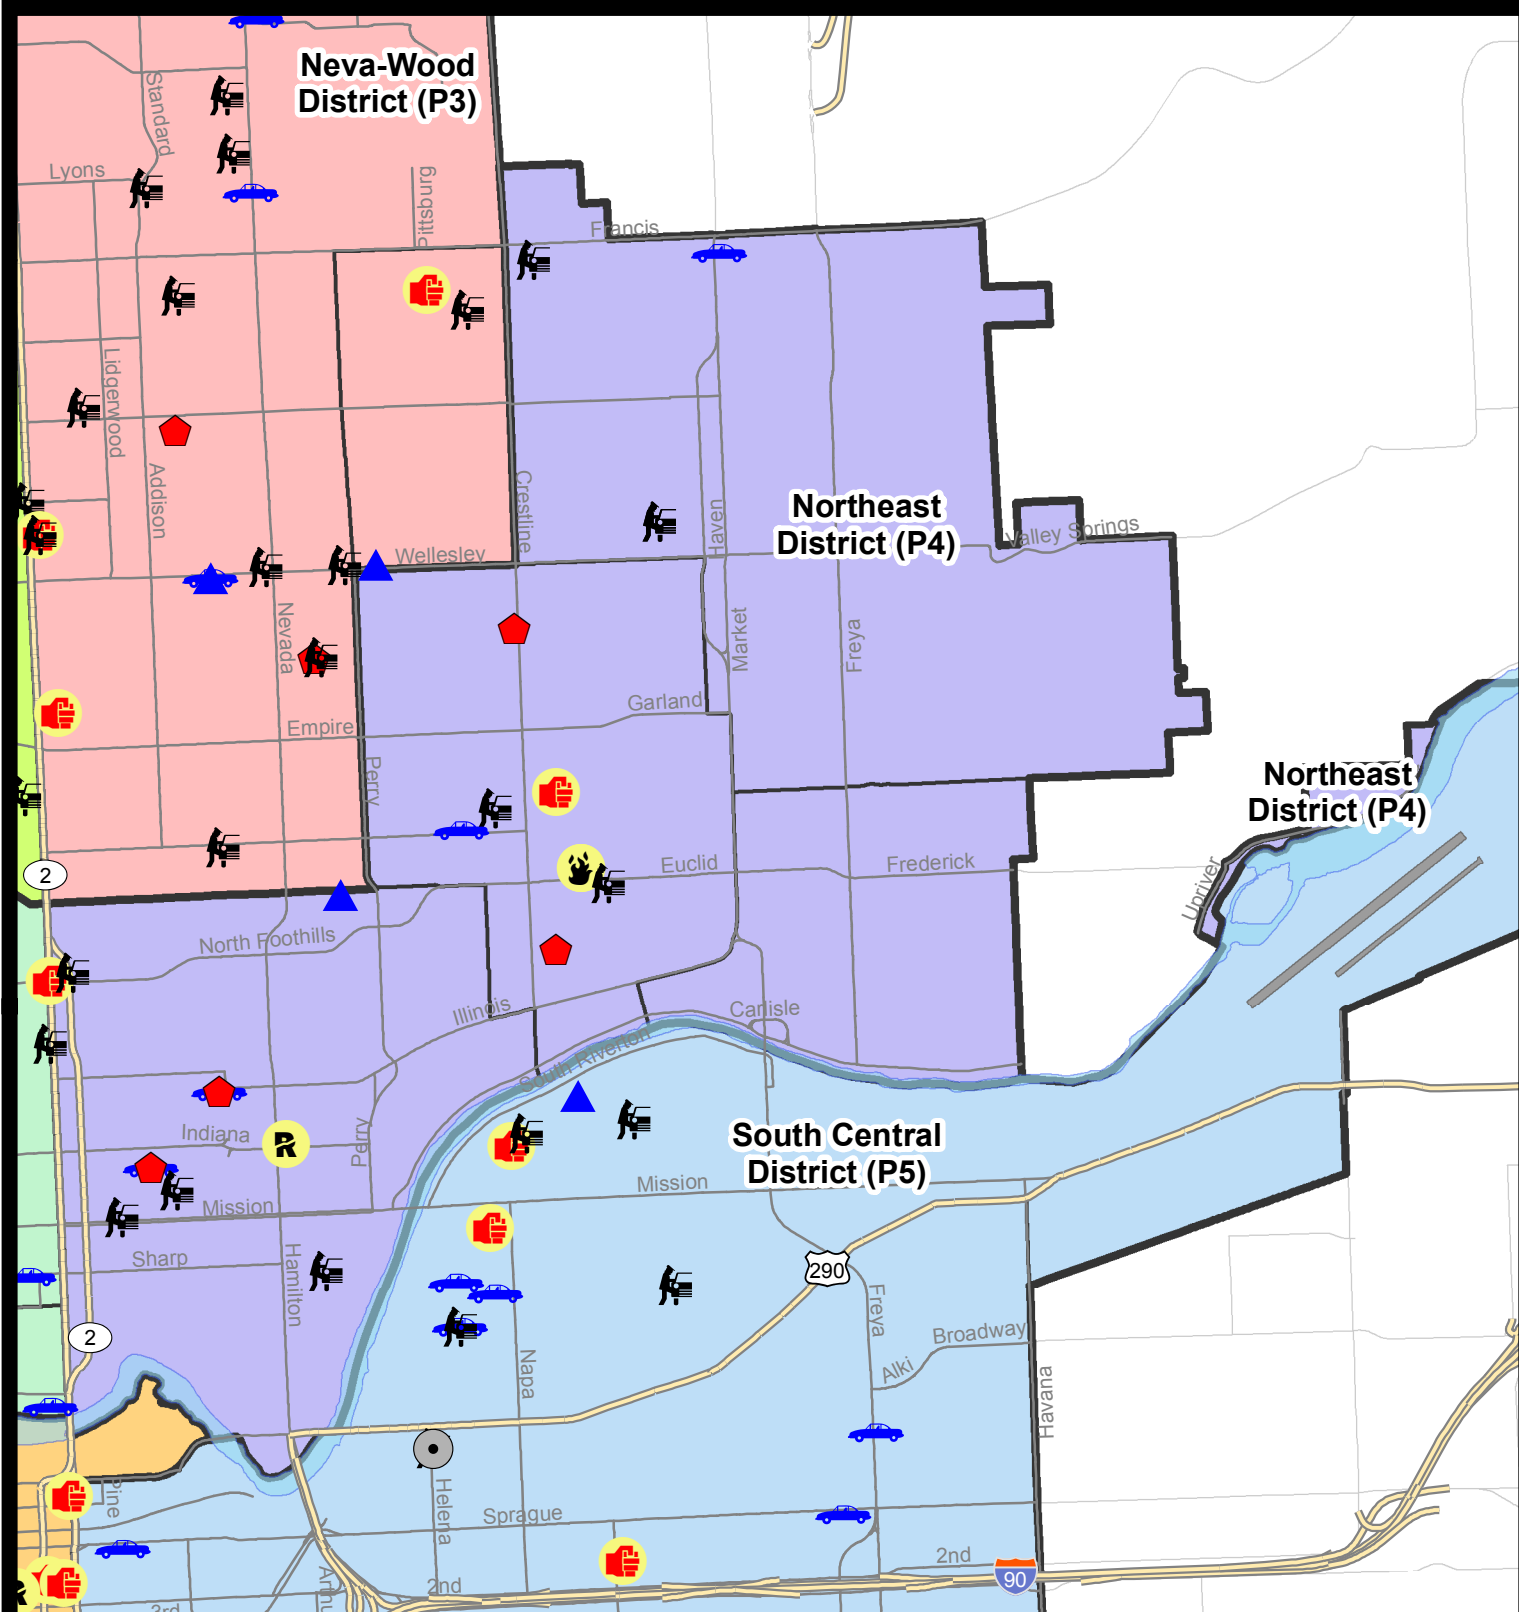 Neva-Wood
District (P3)
Standard
Lyons
Pittsburg
Francis
Lidgerwood
Addison
Crestline
Haven
Northeast
District (P4)
Valley Springs
Wellesley
Nevada
Market
Freya
Garland
Empire
Perry
Northeast
District (P4)
2
Euclid
Frederick
Upriver
North Foothills
Illinois
Carlisle
South Riverton
Indiana
R
Perry
South Central
District (P5)
Mission
Mission
Sharp
Hamilton
290
Freya
Broadway
Alki
2
Napa
Havana
Pine
Helena
Sprague
2nd
90
2nd
3rd